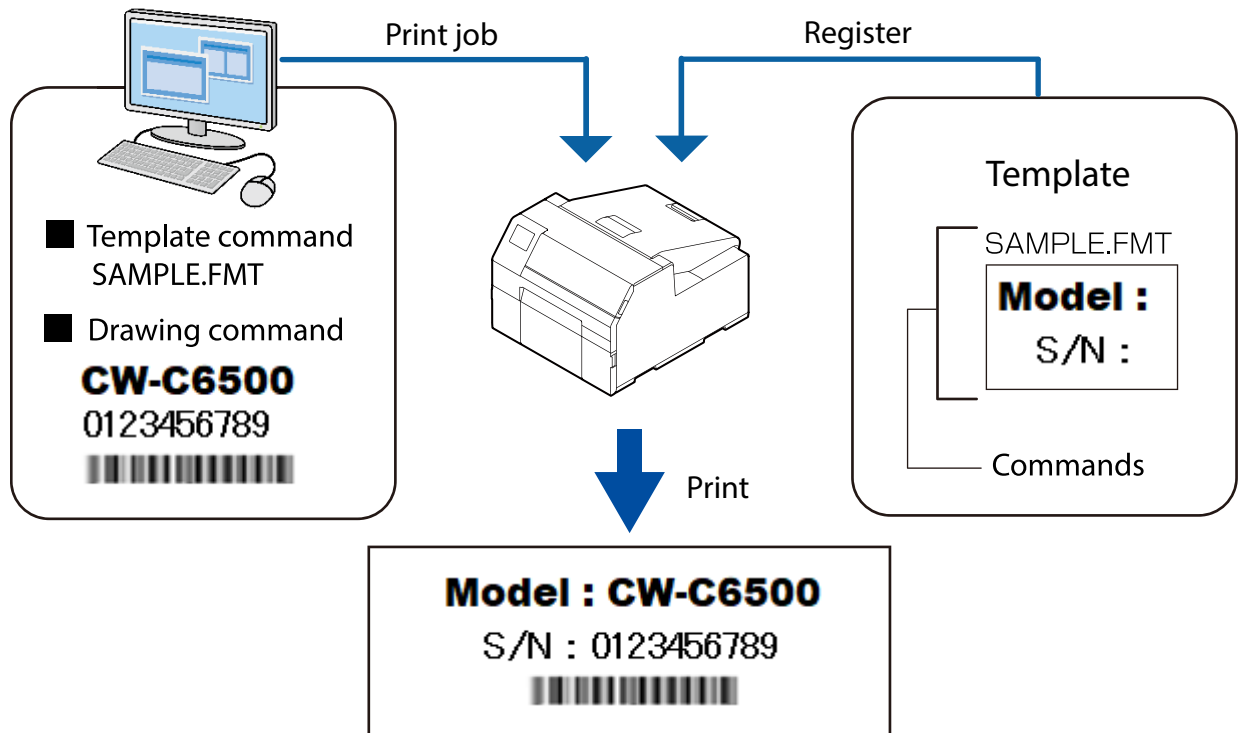 Print job
Register
■ Template command
SAMPLE.FMT
■ Drawing command
CW-C6500
0123456789
Template
SAMPLE.FMT
Model :
S/N :
Commands
Print
Model : CW-C6500
S/N : 0123456789